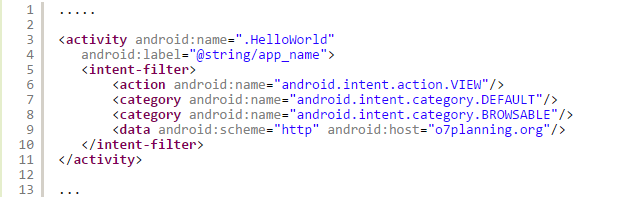 1 .....
2
3 <activity android:name=".HelloWorld"
4     android:label="@string/app_name">
5     <intent-filter>
6         <action android:name="android.intent.action.VIEW"/>
7         <category android:name="android.intent.category.DEFAULT"/>
8         <category android:name="android.intent.category.BROWSABLE"/>
9         <data android:scheme="http" android:host="o7planning.org"/>
10     </intent-filter>
11 </activity>
12
13 ...